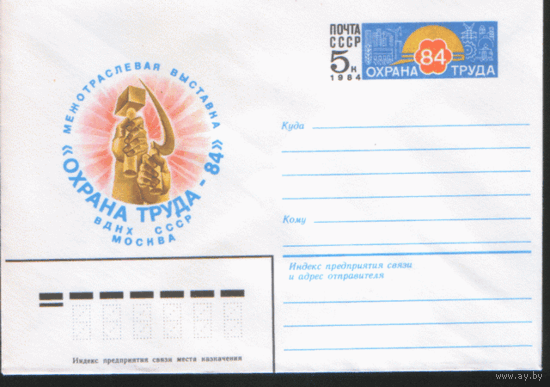 МЕЖОТРАСЛЕВАЯ ВЫСТАВКА
«ОХРАНА ТРУДА - 84»
ВДНХ СССР
МОСКВА
ПОЧТА
СССР
5к
1984
84
ОХРАНА ТРУДА
Куда
Кому
Индекс предприятия связи
и адрес отправителя
Индекс предприятия связи места назначения
www.ay.by